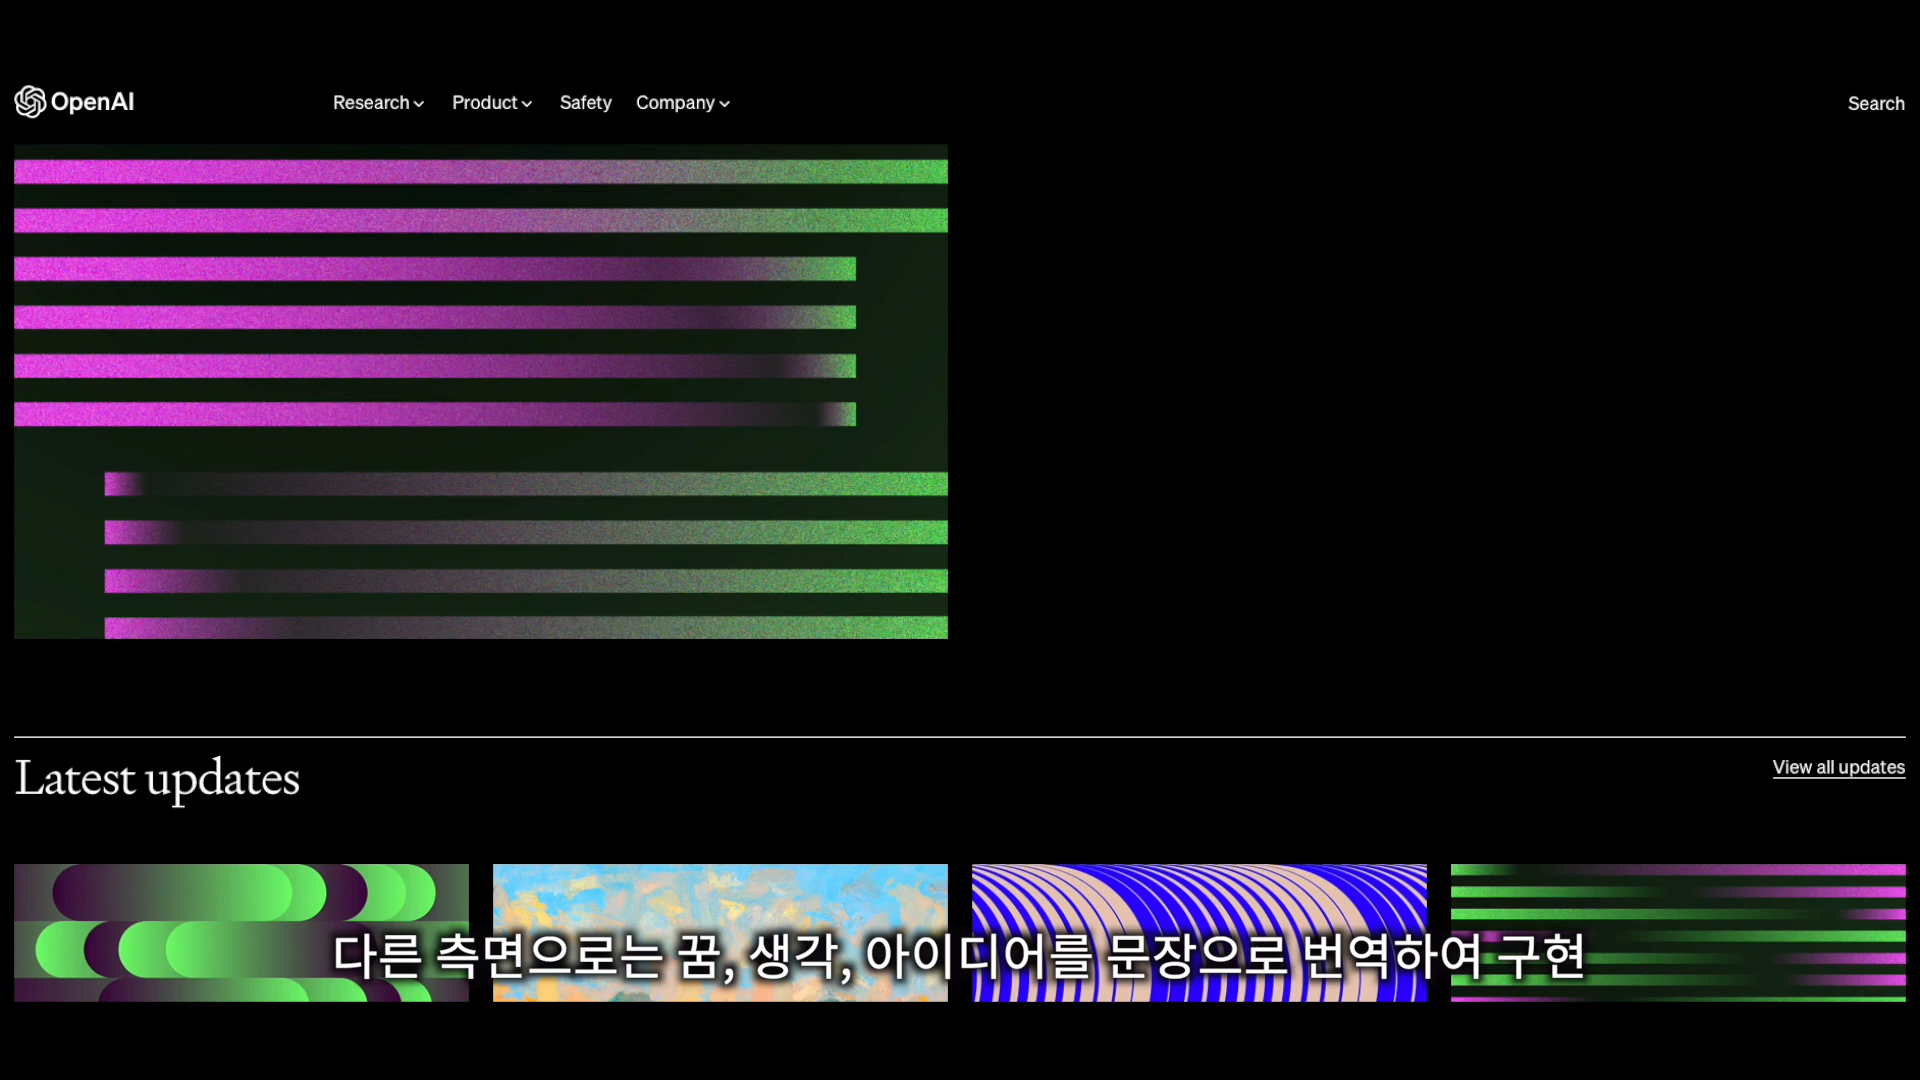 OpenAI
Research
Product
Safety
Company
Search
Latest updates
View all updates
다른 측면으로는 꿈, 생각, 아이디어를 문장으로 번역하여 구현